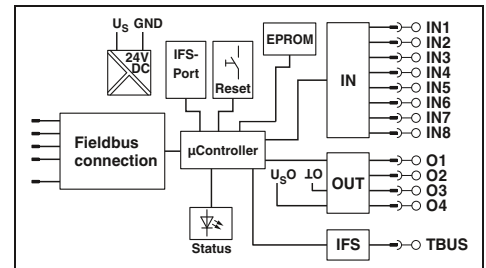 US GND
24V
DC
IFS-
Port
Reset
EPROM
IN
IN1
IN2
IN3
IN4
IN5
IN6
IN7
IN8
Fieldbus
connection
µController
USO
OT
OUT
O1
O2
O3
O4
Status
IFS
TBUS